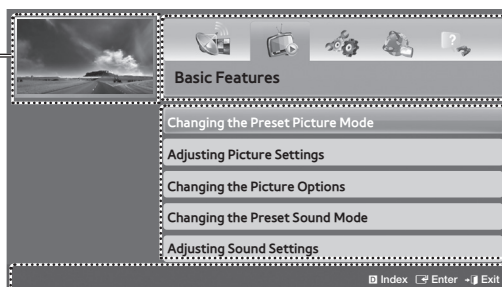 Basic Features
Changing the Preset Picture Mode
Adjusting Picture Settings
Changing the Picture Options
Changing the Preset Sound Mode
Adjusting Sound Settings
D Index Enter Exit